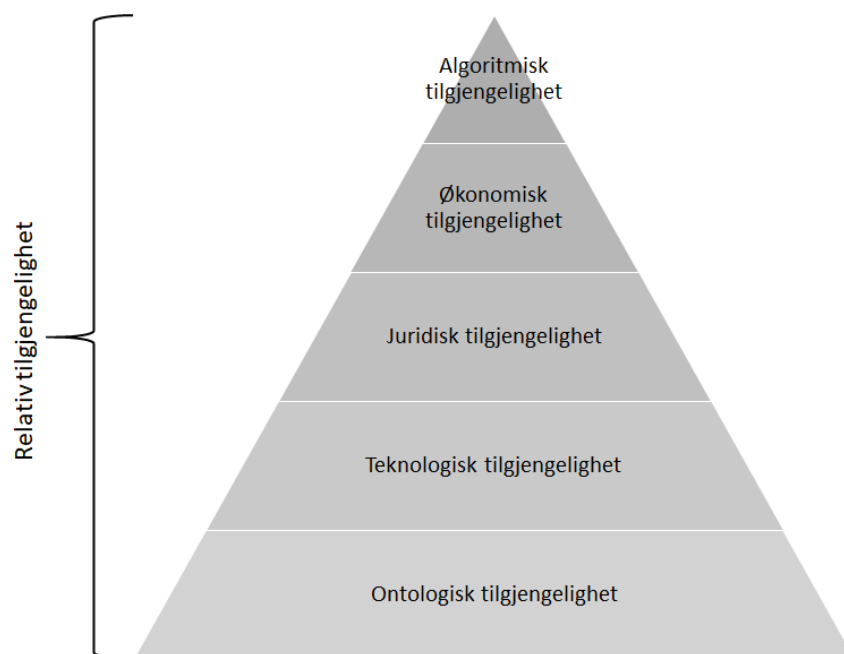 Algoritmisk
tilgjengelighet
Økonomisk
tilgjengelighet
Relativ tilgjengelighet
Juridisk tilgjengelighet
Teknologisk tilgjengelighet
Ontologisk tilgjengelighet